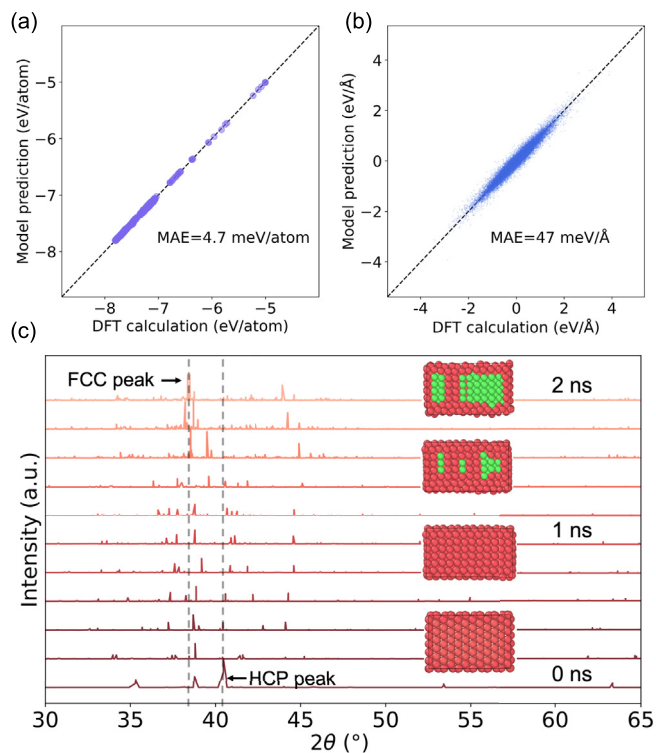 (a)
Model prediction (eV/atom)
−5
−6
−7
−8
MAE=4.7 meV/atom
−8
−7
−6
−5
DFT calculation (eV/atom)
(b)
Model prediction (eV/Å)
4
2
0
−2
−4
MAE=47 meV/Å
−4
−2
0
2
4
DFT calculation (eV/Å)
(c)
Intensity (a.u.)
FCC peak
2 ns
1 ns
HCP peak
0 ns
30
35
40
45
50
55
60
65
2θ (°)